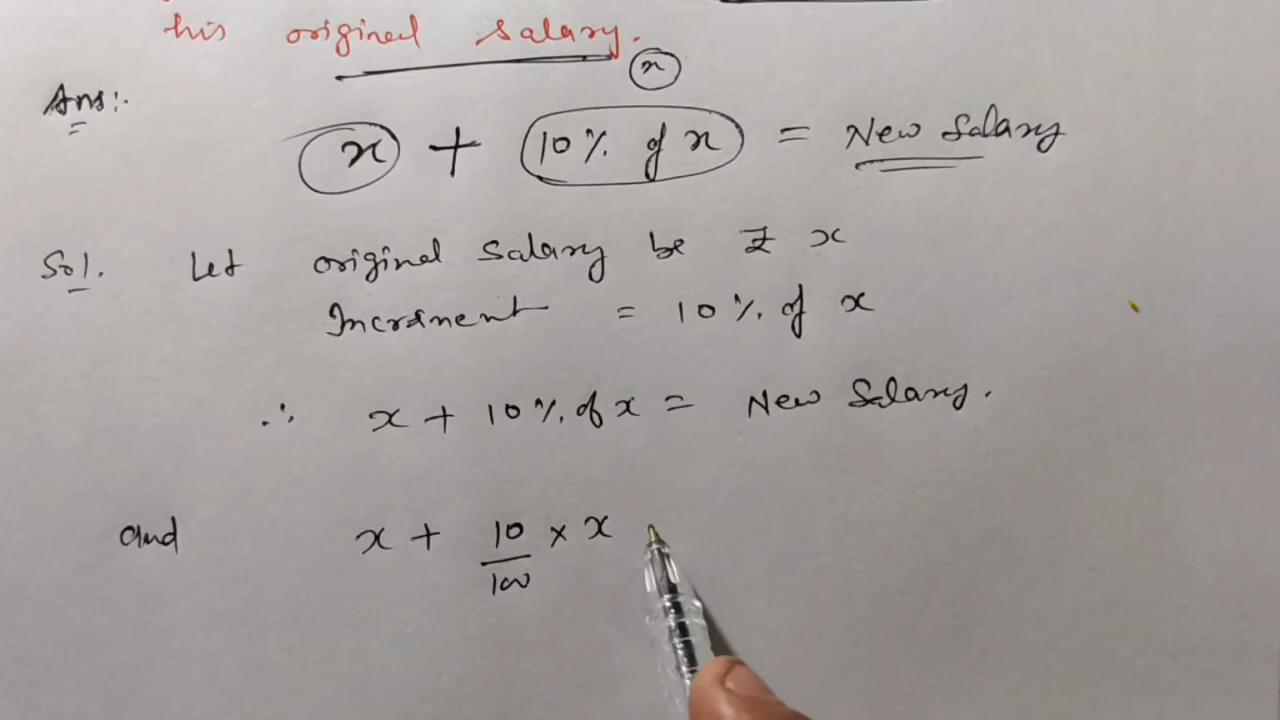 his original salary.
x
Ans:.
x + 10% of x = New Salary
Sol. Let original salary be ₹ x
Increment = 10% of x
∴ x + 10% of x = New Salary.
and x + 10/100 × x